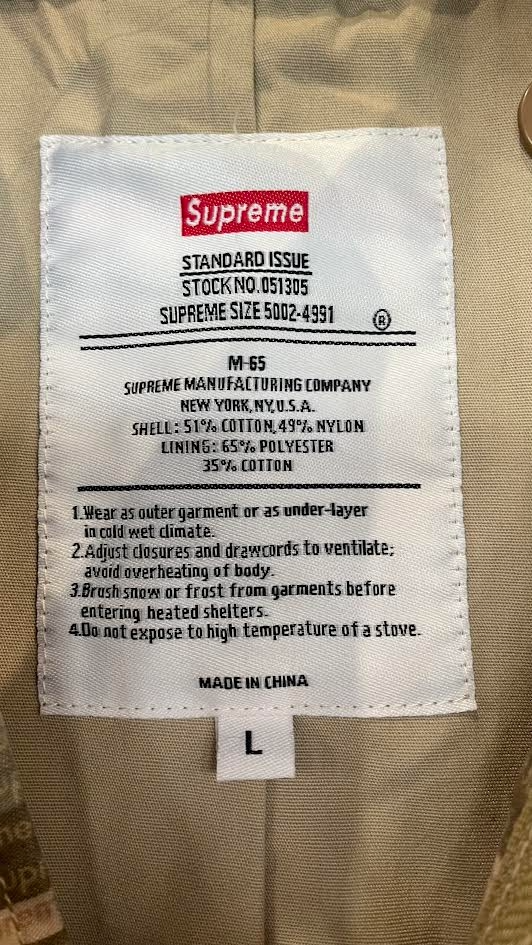 Supreme
STANDARD ISSUE
STOCK NO. 051305
SUPREME SIZE 5002-4991 ®
M-65
SUPREME MANUFACTURING COMPANY
NEW YORK, NY, U.S.A.
SHELL: 51% COTTON, 49% NYLON
LINING: 65% POLYESTER
35% COTTON
1.Wear as outer garment or as under-layer
in cold wet climate.
2.Adjust closures and drawcords to ventilate;
avoid overheating of body.
3.Brush snow or frost from garments before
entering heated shelters.
4.Do not expose to high temperature of a stove.
MADE IN CHINA
L